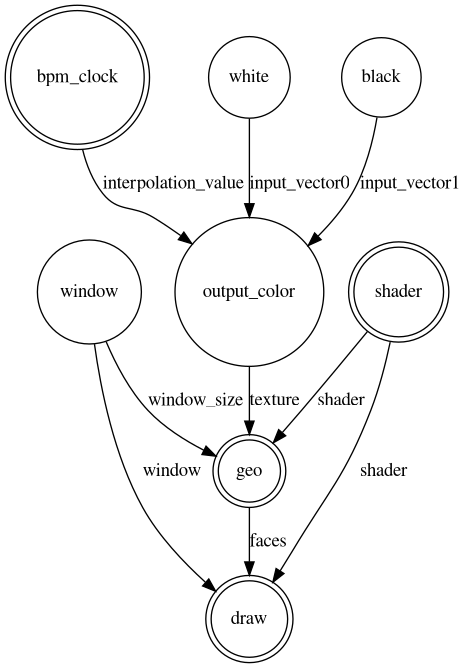 bpm_clock
white
black
interpolation_value
input_vector0
input_vector1
window
output_color
shader
window_size
texture
shader
window
geo
shader
faces
draw